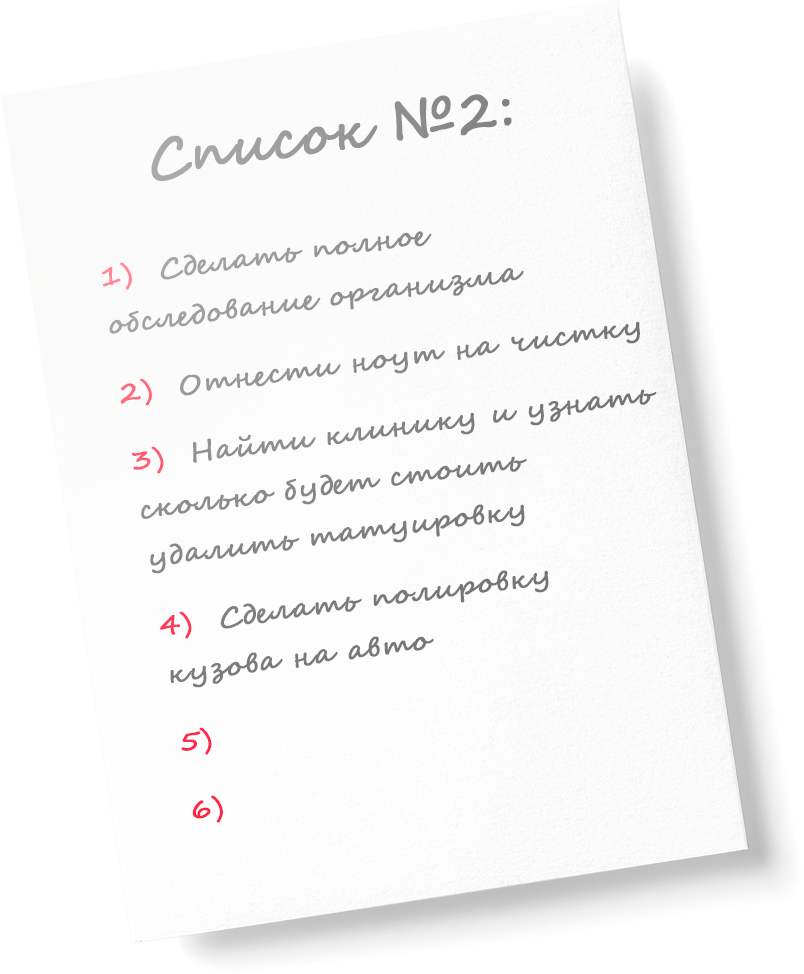 Список №2:
1) Сделать полное
обследование организма
2) Отнести ноут на чистку
3) Найти клинику и узнать
сколько будет стоить
удалить татуировку
4) Сделать полировку
кузова на авто
5)
6)